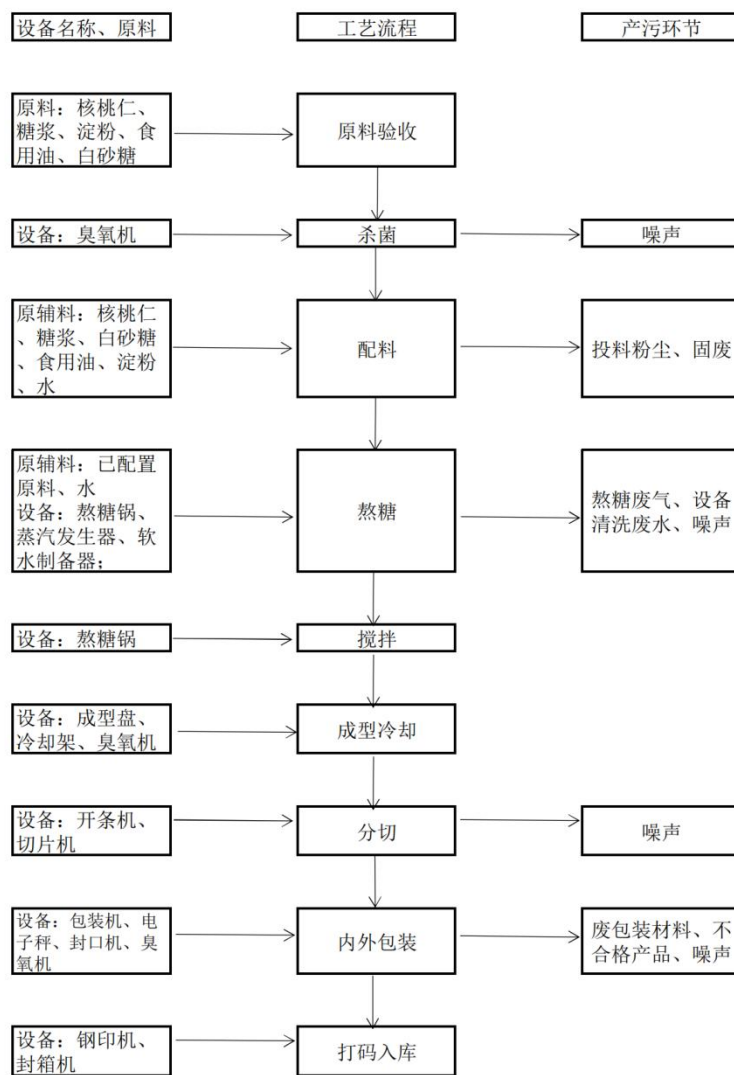 设备名称、原料
工艺流程
产污环节
原料：核桃仁、
糖浆、淀粉、食
用油、白砂糖
原料验收
设备：臭氧机
杀菌
噪声
原辅料：核桃仁
、糖浆、白砂糖
、食用油、淀粉
、水
配料
投料粉尘、固废
原辅料：已配置
原料、水
设备：熬糖锅、
蒸汽发生器、软
水制备器；
熬糖
熬糖废气、设备
清洗废水、噪声
设备：熬糖锅
搅拌
设备：成型盘、
冷却架、臭氧机
成型冷却
设备：开条机、
切片机
分切
噪声
设备：包装机、电
子秤、封口机、臭
氧机
内外包装
废包装材料、不
合格产品、噪声
设备：钢印机、
封箱机
打码入库